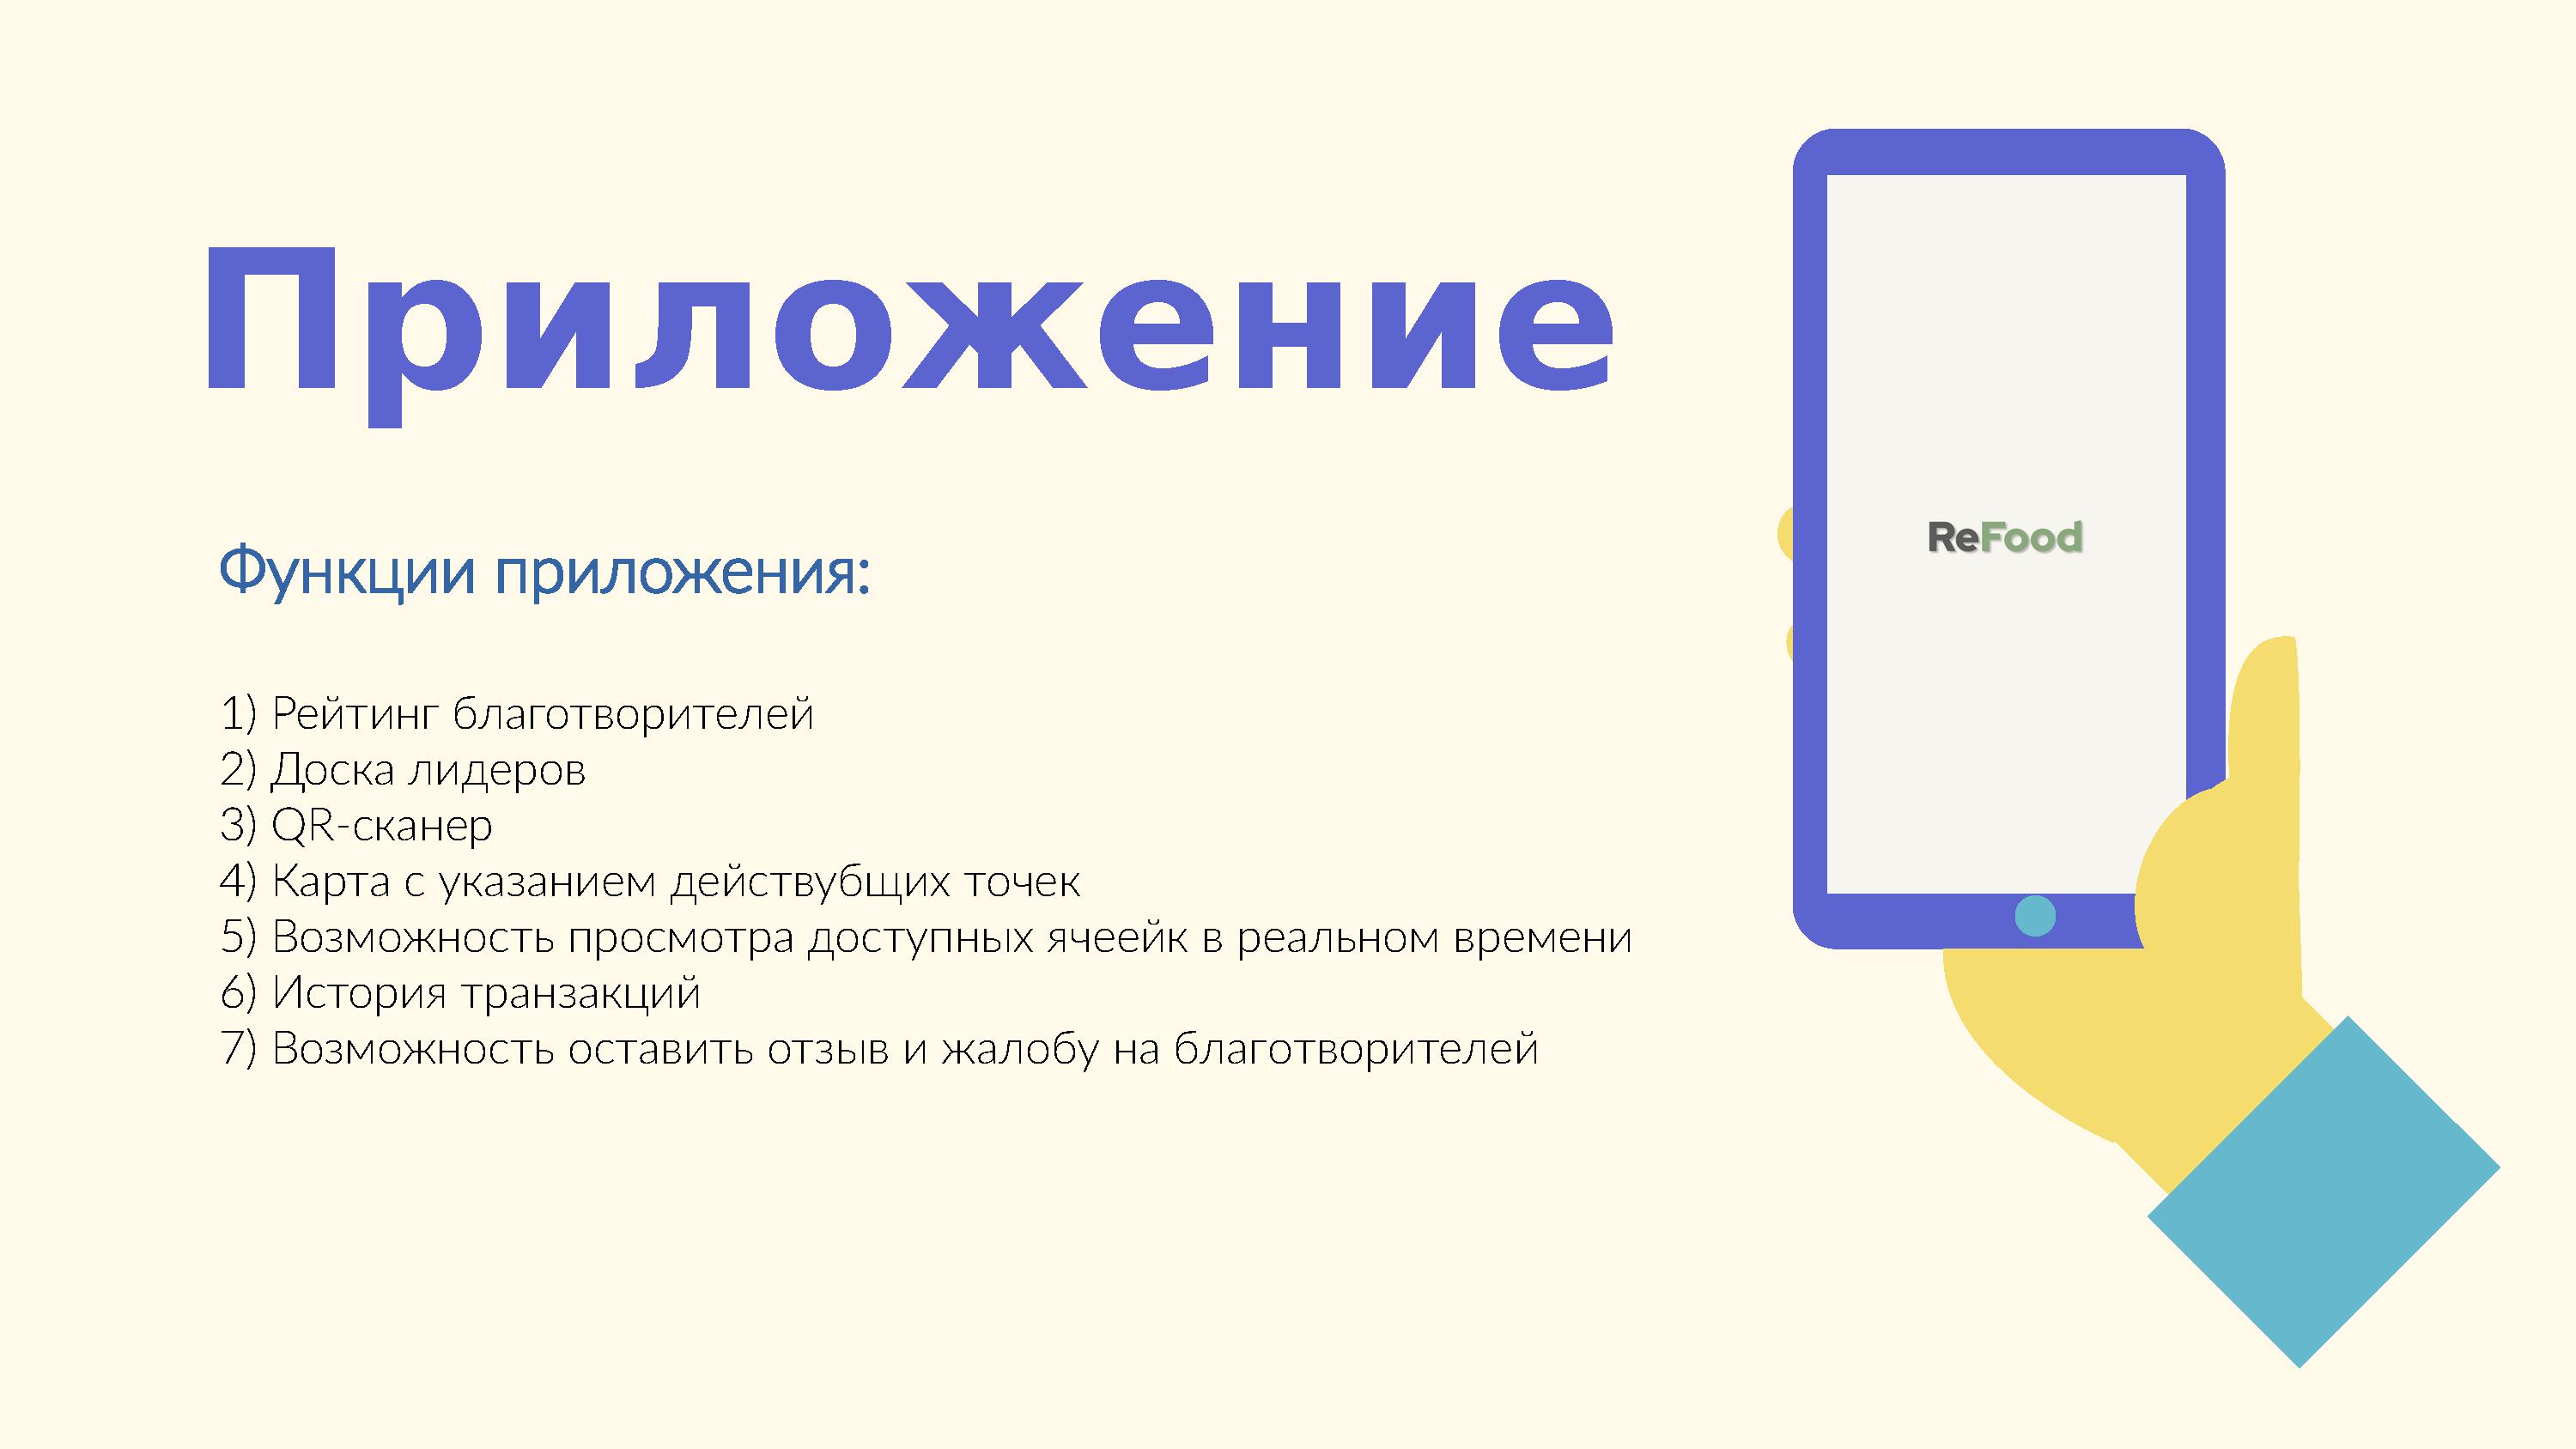 Приложение
ReFood
Функции приложения:
1) Рейтинг благотворителей
2) Доска лидеров
3) QR-сканер
4) Карта с указанием действубщих точек
5) Возможность просмотра доступных ячеейк в реальном времени
6) История транзакций
7) Возможность оставить отзыв и жалобу на благотворителей